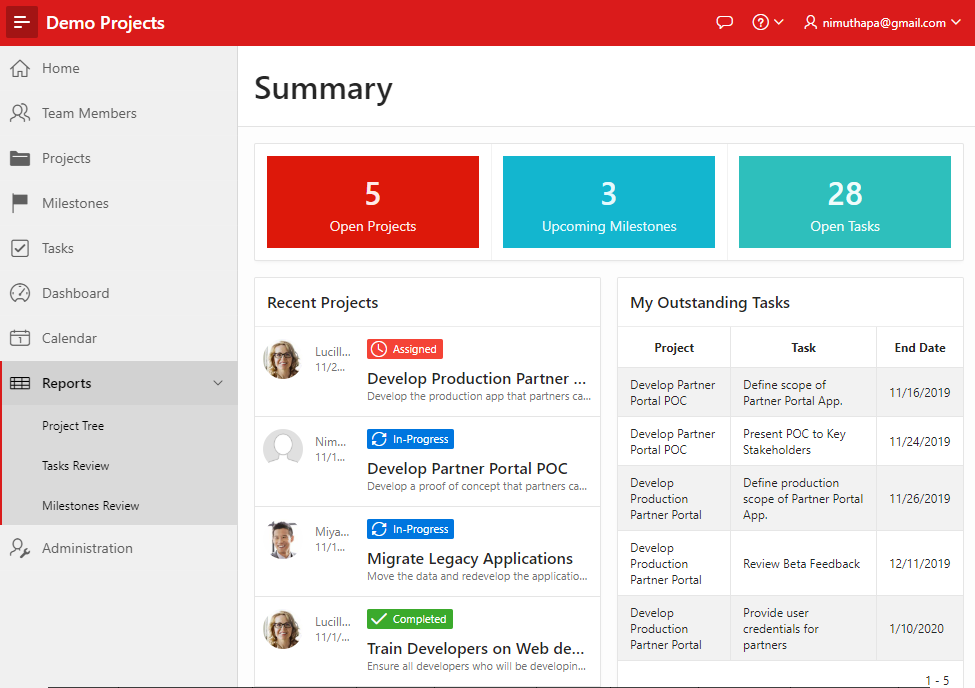 Demo Projects
nimuthapa@gmail.com
Home
Team Members
Projects
Milestones
Tasks
Dashboard
1
Calendar
Reports
Project Tree
Tasks Review
Milestones Review
Administration
Summary
5
Open Projects
3
Upcoming Milestones
28
Open Tasks
Recent Projects
Lucill...
11/2...
Assigned
Develop Production Partner ...
Develop the production app that partners ca...
Nim...
11/1...
In-Progress
Develop Partner Portal POC
Develop a proof of concept that partners ca...
Miya...
11/1...
In-Progress
Migrate Legacy Applications
Move the data and redevelop the applicatio...
Lucill...
11/1/...
Completed
Train Developers on Web de...
Ensure all developers who will be developin...
My Outstanding Tasks
Project Task End Date
Develop Partner
Portal POC
Define scope of
Partner Portal App.
11/16/2019
Develop Partner
Portal POC
Present POC to Key
Stakeholders
11/24/2019
Develop
Production
Partner Portal
Define production
scope of Partner Portal
App.
11/26/2019
Develop
Production
Partner Portal
Review Beta Feedback
12/11/2019
Develop
Production
Partner Portal
Provide user
credentials for
partners
1/10/2020
1 - 5